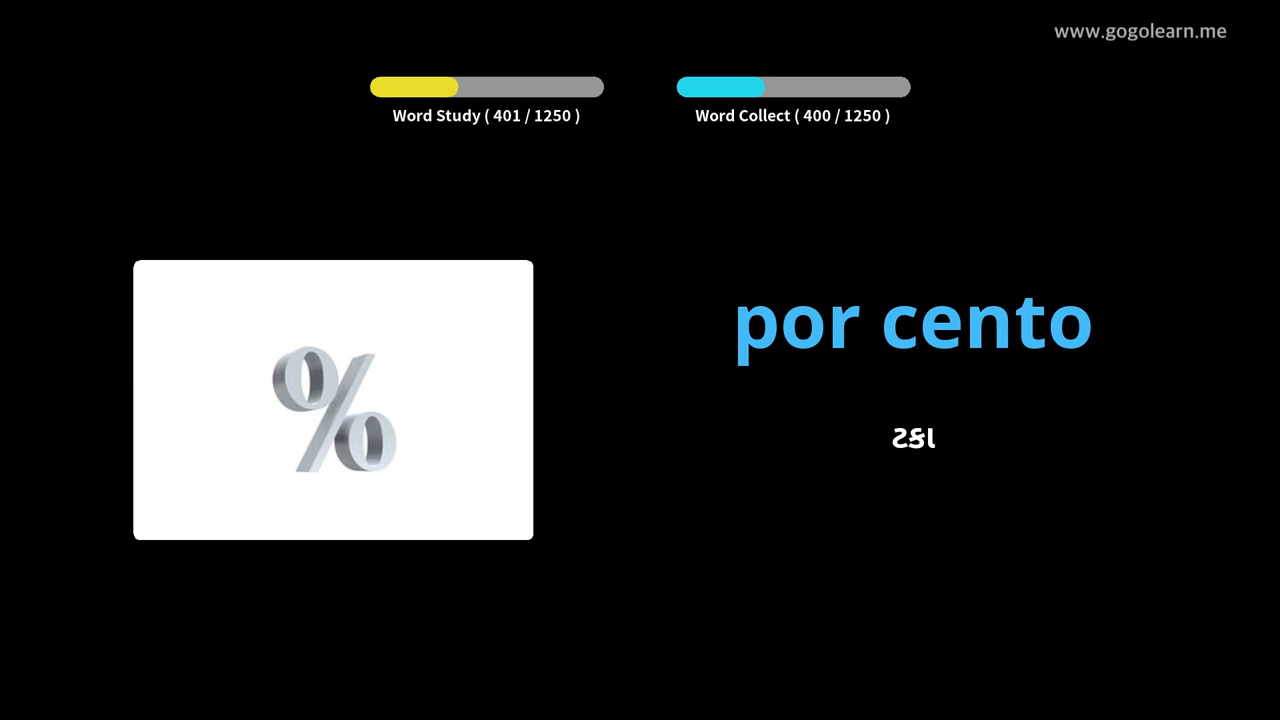 www.gogolearn.me
Word Study ( 401 / 1250 )
Word Collect ( 400 / 1250 )
%
por cento
ટકા